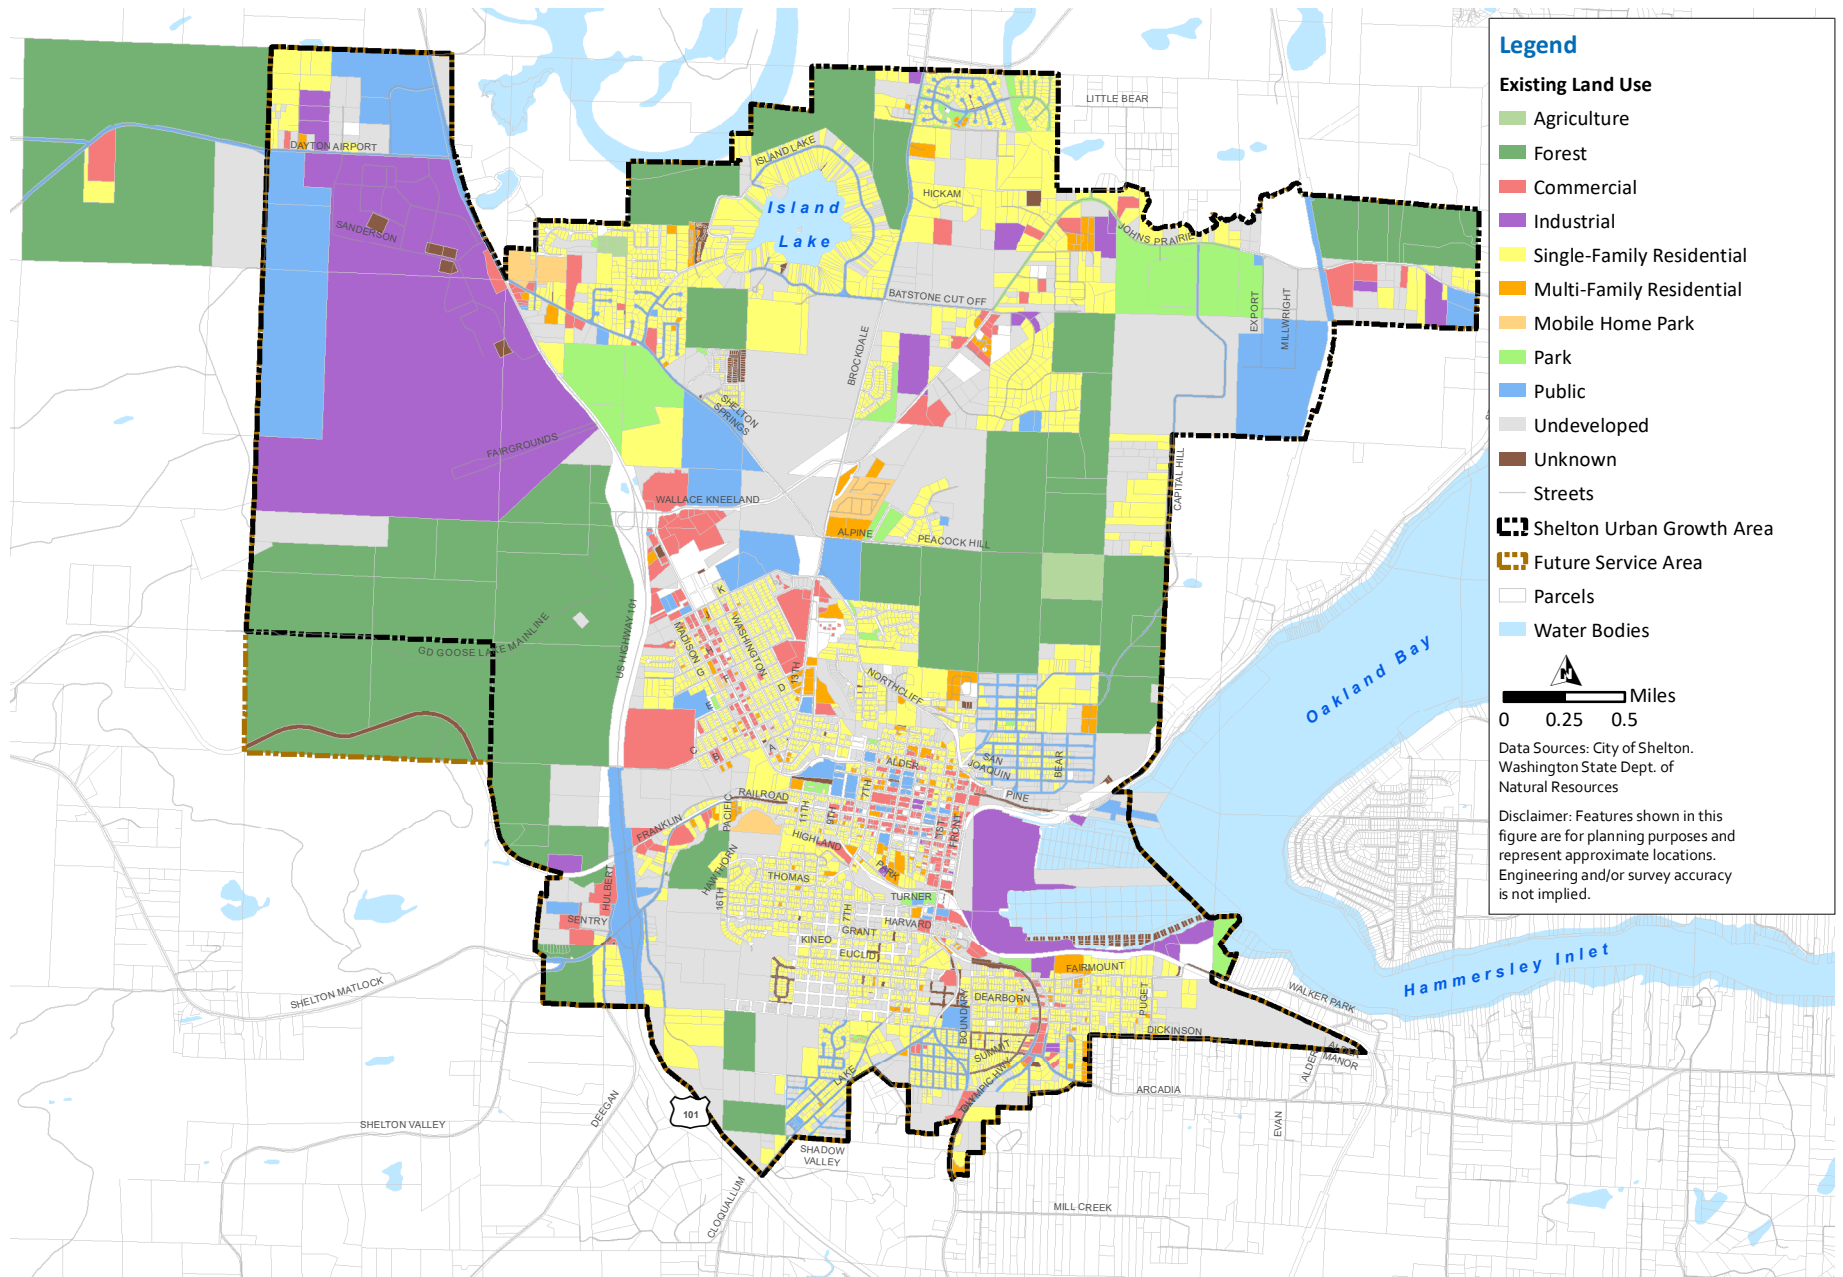 Legend
Existing Land Use
Agriculture
Forest
Commercial
Industrial
Single-Family Residential
Multi-Family Residential
Mobile Home Park
Park
Public
Undeveloped
Unknown
Streets
Shelton Urban Growth Area
Future Service Area
Parcels
Water Bodies
N
Miles
0 0.25 0.5
Data Sources: City of Shelton.
Washington State Dept. of
Natural Resources
Disclaimer: Features shown in this
figure are for planning purposes and
represent approximate locations.
Engineering and/or survey accuracy
is not implied.
LITTLE BEAR
DAYTON AIRPORT
ISLAND LAKE
HICKAM
Island
Lake
SANDERSON
JOHNS PRAIRIE
BATSTONE CUT OFF
EXPORT
MILLWRIGHT
BROCKDALE
SHELTON
SPRINGS
FAIRGROUNDS
CAPITAL HILL
WALLACE KNEELAND
ALPINE
PEACOCK HILL
K
WASHINGTON
MADISON
I
H
G
F
E
D
C
B
A
US HIGHWAY 101
GD GOOSE LAKE MAINLINE
13TH
NORTHCLIFF
Oakland Bay
ALDER
SAN
JOAQUIN
BEAR
PINE
RAILROAD
PACIFIC
11TH
9TH
7TH
1ST
FRONT
FRANKLIN
HIGHLAND
HAWTHORN
PARK
THOMAS
16TH
HULBERT
TURNER
7TH
SENTRY
HARVARD
GRANT
KINEO
EUCLID
FAIRMOUNT
Hammersley Inlet
SHELTON MATLOCK
WALKER PARK
DEARBORN
PUGET
BOUNDARY
DICKINSON
SUMMIT
ALDER
MANOR
ALDER
LAKE
OLYMPIC HWY
ARCADIA
101
DEEGAN
SHELTON VALLEY
EVAN
SHADOW
VALLEY
CLOQUALLUM
MILL CREEK